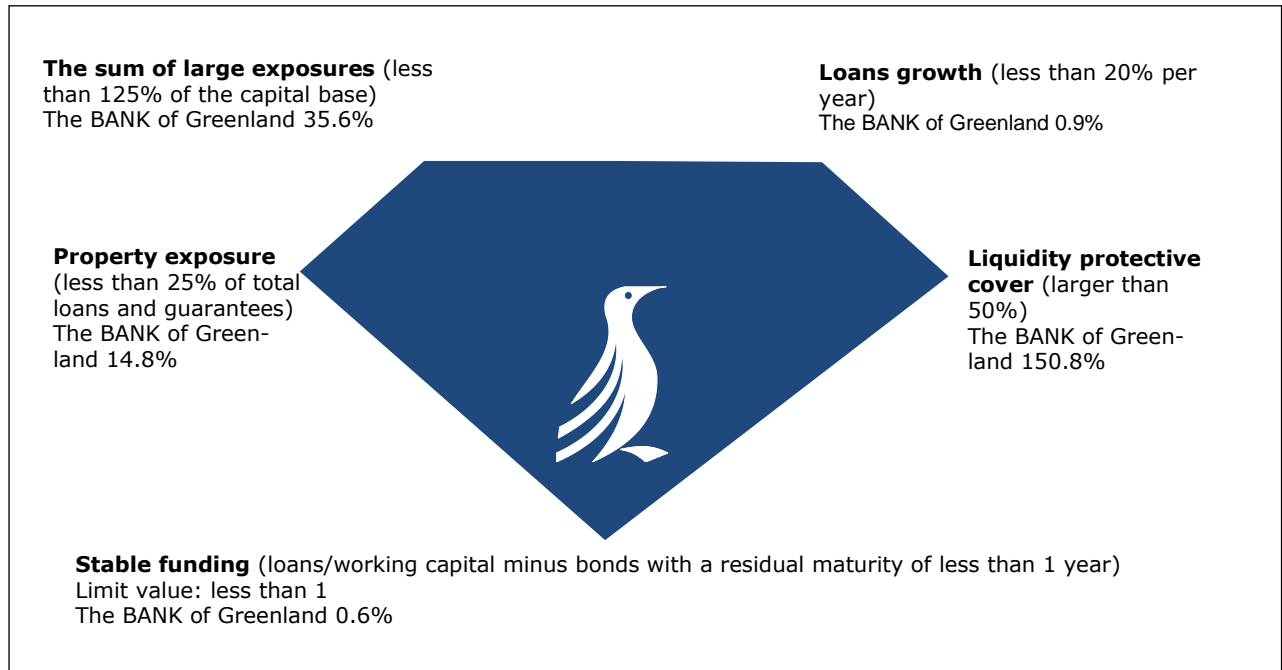 The sum of large exposures (less
than 125% of the capital base)
The BANK of Greenland 35.6%
Loans growth (less than 20% per
year)
The BANK of Greenland 0.9%
Property exposure
(less than 25% of total
loans and guarantees)
The BANK of Green-
land 14.8%
Liquidity protective
cover (larger than
50%)
The BANK of Green-
land 150.8%
Stable funding (loans/working capital minus bonds with a residual maturity of less than 1 year)
Limit value: less than 1
The BANK of Greenland 0.6%